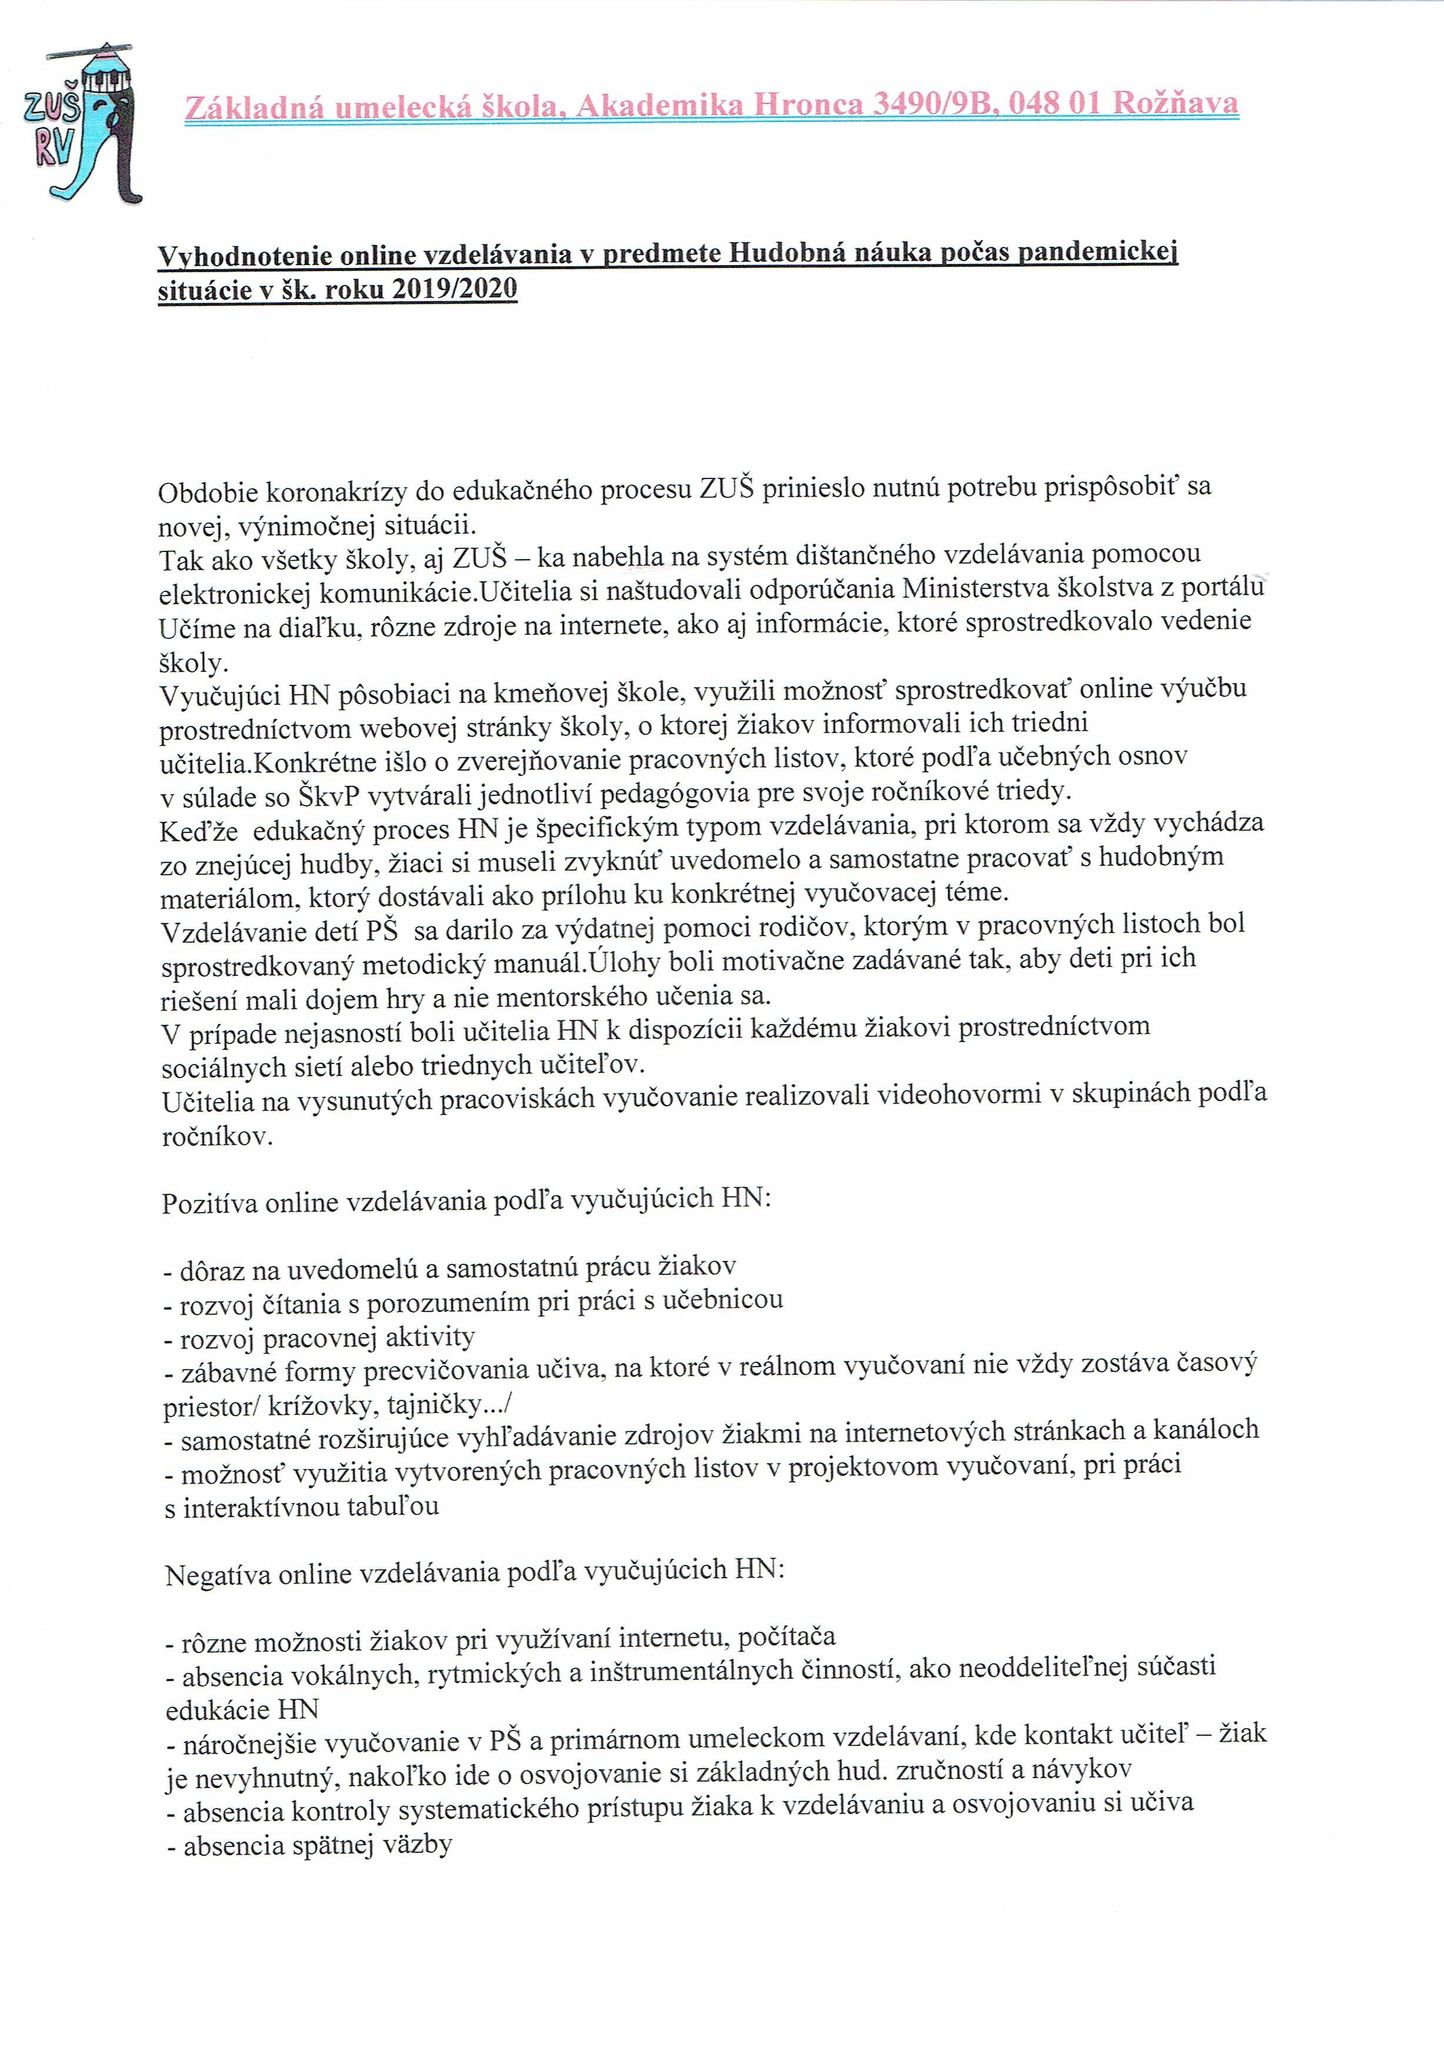 ZUŠ
RV
Základná umelecká škola, Akademika Hronca 3490/9B, 048 01 Rožňava
Vyhodnotenie online vzdelávania v predmete Hudobná náuka počas pandemickej
situácie v šk. roku 2019/2020
Obdobie koronakrízy do edukačného procesu ZUŠ prinieslo nutnú potrebu prispôsobiť sa
novej, výnimočnej situácii.
Tak ako všetky školy, aj ZUŠ – ka nabehla na systém dištančného vzdelávania pomocou
elektronickej komunikácie.Učitelia si naštudovali odporúčania Ministerstva školstva z portálu
Učíme na diaľku, rôzne zdroje na internete, ako aj informácie, ktoré sprostredkovalo vedenie
školy.
Vyučujúci HN pôsobiaci na kmeňovej škole, využili možnosť sprostredkovať online výučbu
prostredníctvom webovej stránky školy, o ktorej žiakov informovali ich triedni
učitelia.Konkrétne išlo o zverejňovanie pracovných listov, ktoré podľa učebných osnov
v súlade so ŠkvP vytvárali jednotliví pedagógovia pre svoje ročníkové triedy.
Keďže  edukačný proces HN je špecifickým typom vzdelávania, pri ktorom sa vždy vychádza
zo znejúcej hudby, žiaci si museli zvyknúť uvedomelo a samostatne pracovať s hudobným
materiálom, ktorý dostávali ako prílohu ku konkrétnej vyučovacej téme.
Vzdelávanie detí PŠ  sa darilo za výdatnej pomoci rodičov, ktorým v pracovných listoch bol
sprostredkovaný metodický manuál.Úlohy boli motivačne zadávané tak, aby deti pri ich
riešení mali dojem hry a nie mentorského učenia sa.
V prípade nejasností boli učitelia HN k dispozícii každému žiakovi prostredníctvom
sociálnych sietí alebo triednych učiteľov.
Učitelia na vysunutých pracoviskách vyučovanie realizovali videohovormi v skupinách podľa
ročníkov.
Pozitíva online vzdelávania podľa vyučujúcich HN:
- dôraz na uvedomelú a samostatnú prácu žiakov
- rozvoj čítania s porozumením pri práci s učebnicou
- rozvoj pracovnej aktivity
- zábavné formy precvičovania učiva, na ktoré v reálnom vyučovaní nie vždy zostáva časový
priestor/ krížovky, tajničky.../
- samostatné rozširujúce vyhľadávanie zdrojov žiakmi na internetových stránkach a kanáloch
- možnosť využitia vytvorených pracovných listov v projektovom vyučovaní, pri práci
s interaktívnou tabuľou
Negatíva online vzdelávania podľa vyučujúcich HN:
- rôzne možnosti žiakov pri využívaní internetu, počítača
- absencia vokálnych, rytmických a inštrumentálnych činností, ako neoddeliteľnej súčasti
edukácie HN
- náročnejšie vyučovanie v PŠ a primárnom umeleckom vzdelávaní, kde kontakt učiteľ – žiak
je nevyhnutný, nakoľko ide o osvojovanie si základných hud. zručností a návykov
- absencia kontroly systematického prístupu žiaka k vzdelávaniu a osvojovaniu si učiva
- absencia spätnej väzby